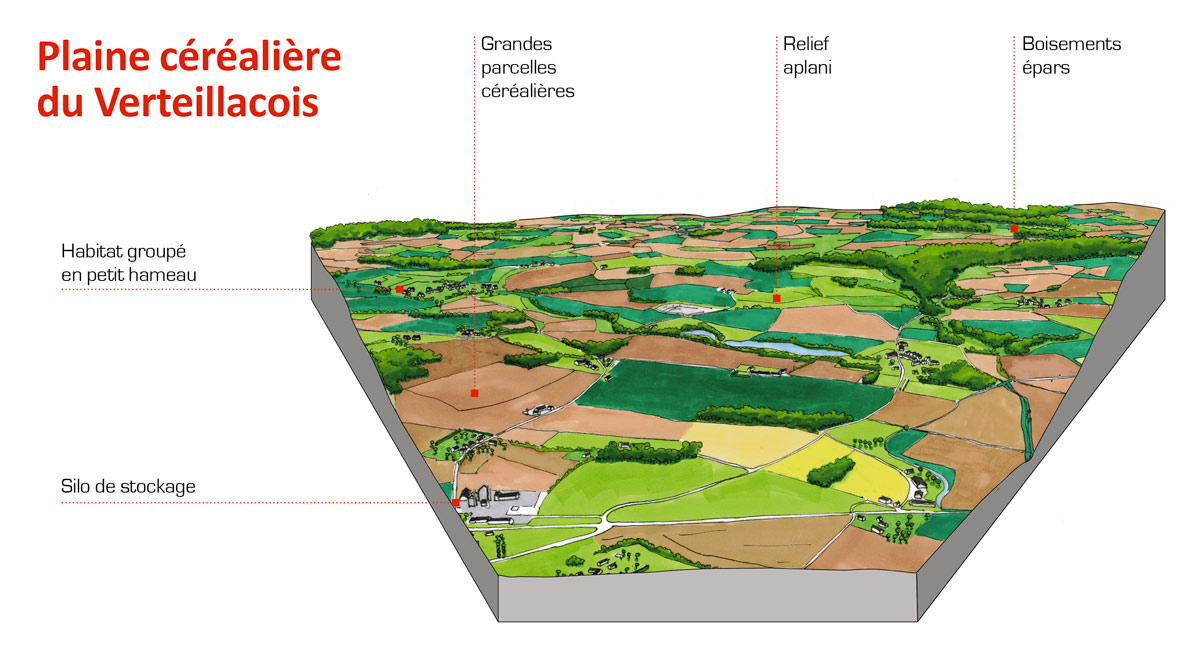 Plaine céréalière
du Verteillacois
Grandes
parcelles
céréalières
Relief
aplani
Boisements
épars
Habitat groupé
en petit hameau
Silo de stockage